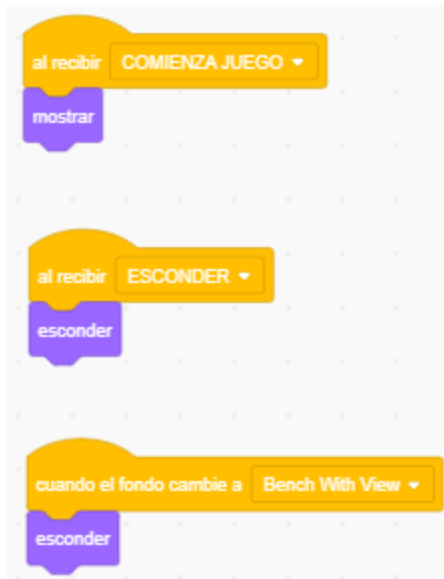 al recibir COMIENZA JUEGO
mostrar
al recibir ESCONDER
esconder
cuando el fondo cambie a Bench With View
esconder